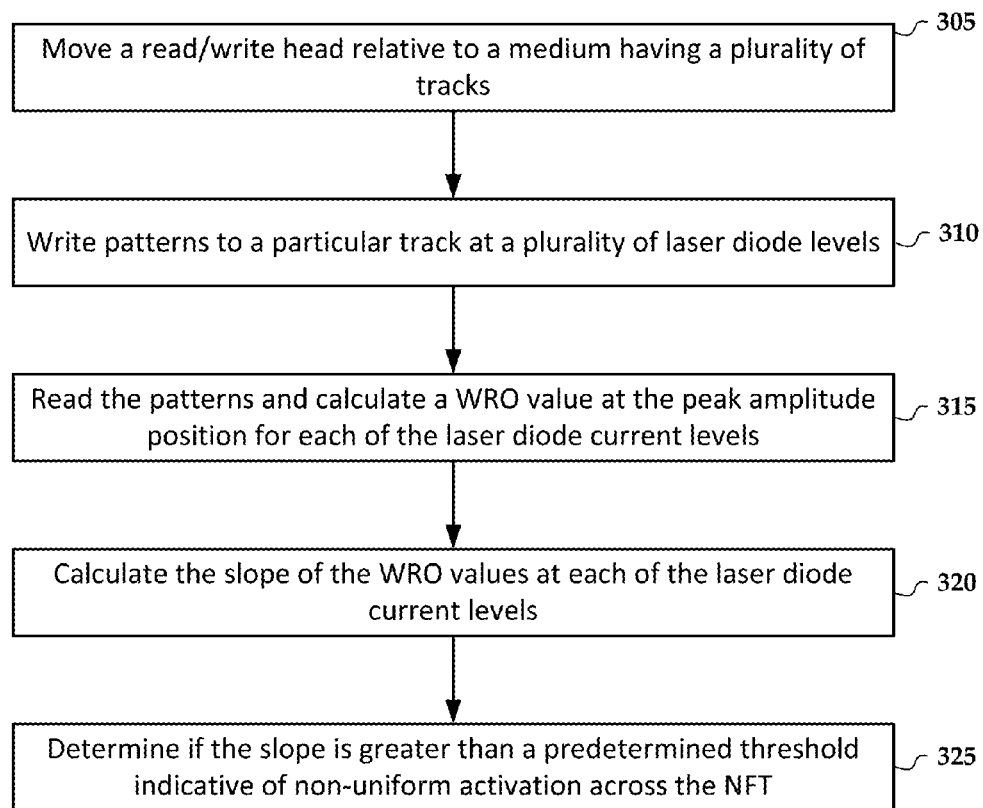 305
Move a read/write head relative to a medium having a plurality of
tracks
Write patterns to a particular track at a plurality of laser diode levels
310
Read the patterns and calculate a WRO value at the peak amplitude
position for each of the laser diode current levels
315
Calculate the slope of the WRO values at each of the laser diode
current levels
320
Determine if the slope is greater than a predetermined threshold
indicative of non-uniform activation across the NFT
325